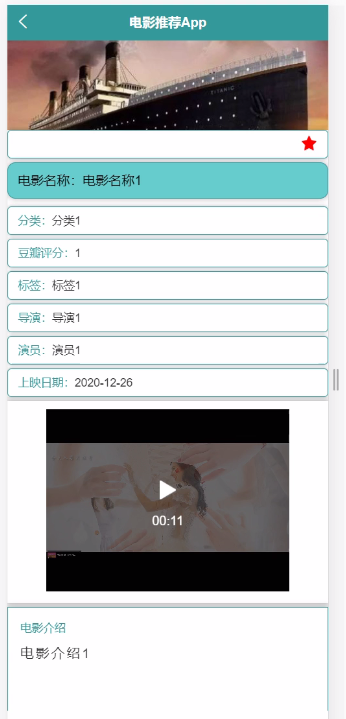 电影推荐App
TITANIC
电影名称：电影名称1
分类：分类1
豆瓣评分：1
标签：标签1
导演：导演1
演员：演员1
上映日期：2020-12-26
00:11
电影介绍
电影介绍1